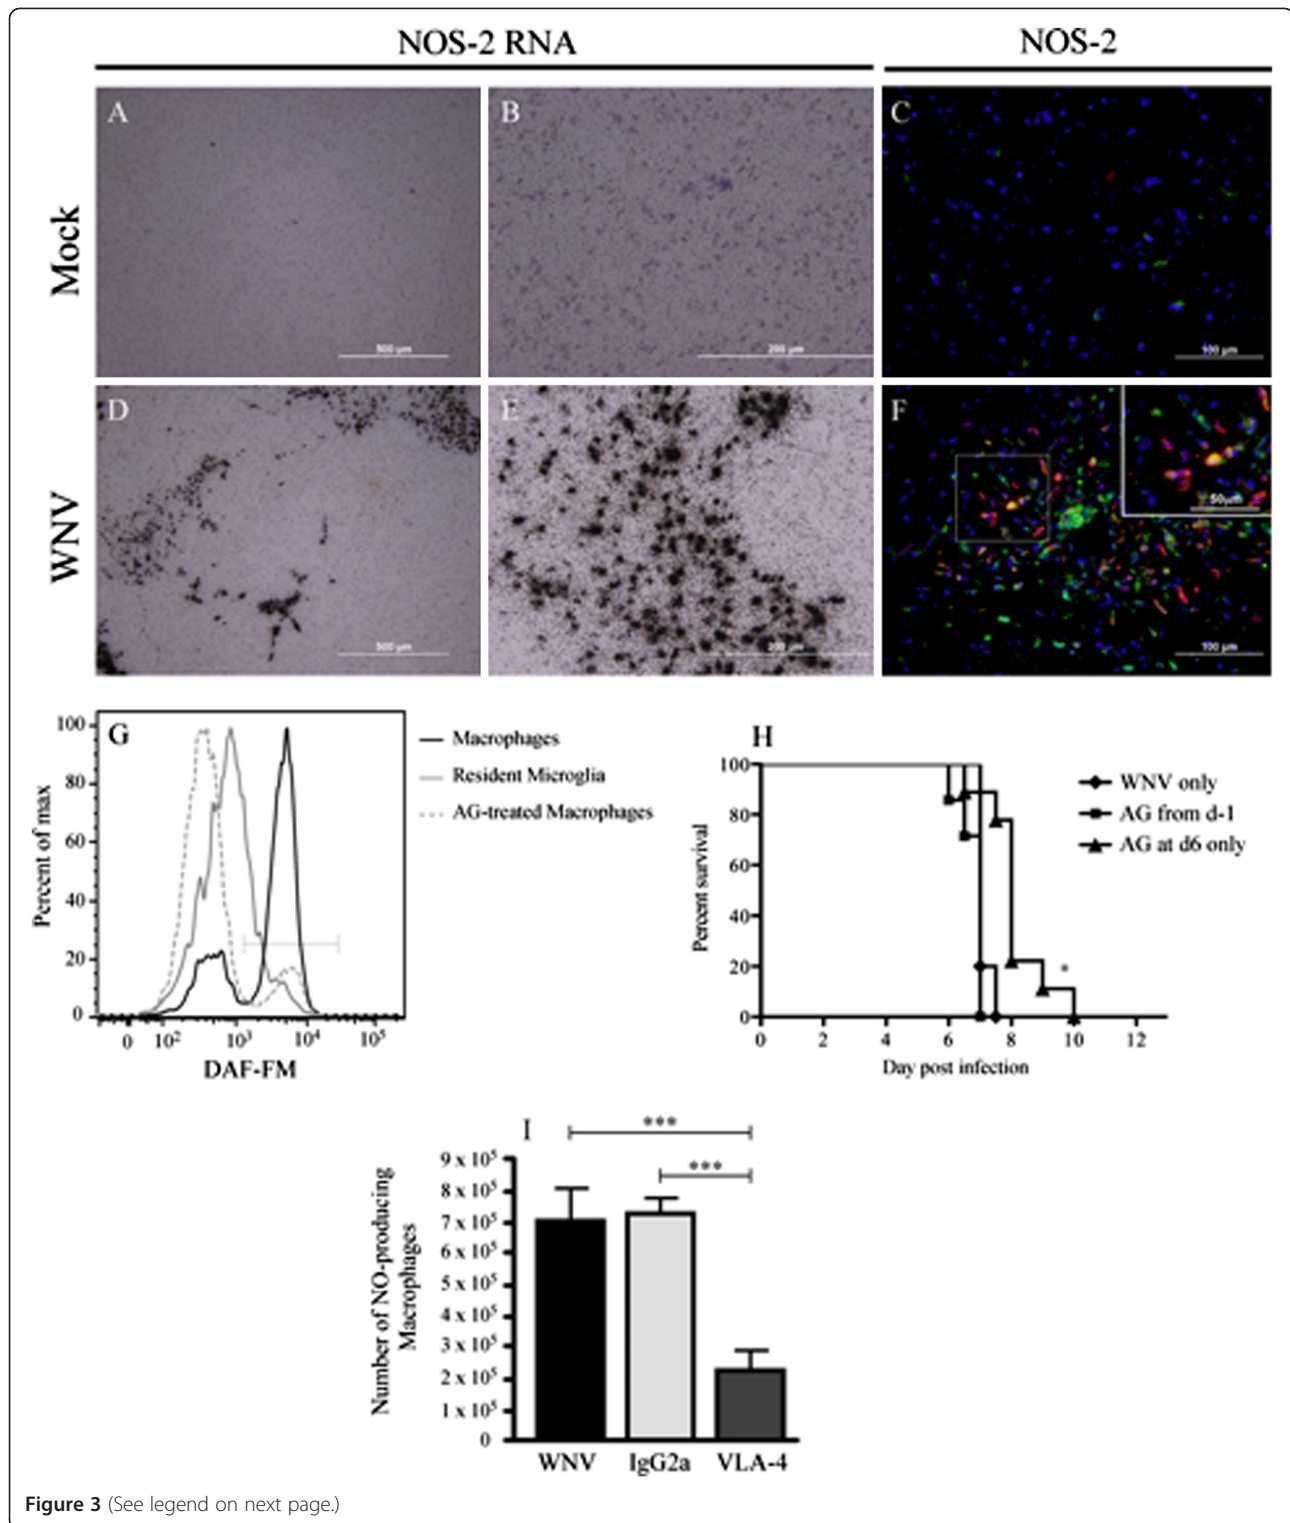 NOS-2 RNA
NOS-2
Mock
WNV
A
B
C
500 µm
200 µm
100 µm
D
E
F
50µm
500 µm
200 µm
100 µm
G
Percent of max
100
80
60
40
20
0
0 10² 10³ 10⁴ 10⁵
DAF-FM
Macrophages
Resident Microglia
AG-treated Macrophages
H
Percent survival
100
80
60
40
20
0
0 2 4 6 8 10 12
Day post infection
WNV only
AG from d-1
AG at d6 only
*
I
***
***
Number of NO-producing
Macrophages
9 x 10⁵
8 x 10⁵
7 x 10⁵
6 x 10⁵
5 x 10⁵
4 x 10⁵
3 x 10⁵
2 x 10⁵
1 x 10⁵
0
WNV IgG2a VLA-4
Figure 3 (See legend on next page.)